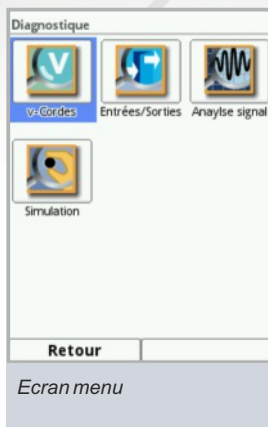 Diagnostique
V
v-Cordes Entrées/Sorties Anaylse signal
Simulation
Retour
Ecran menu